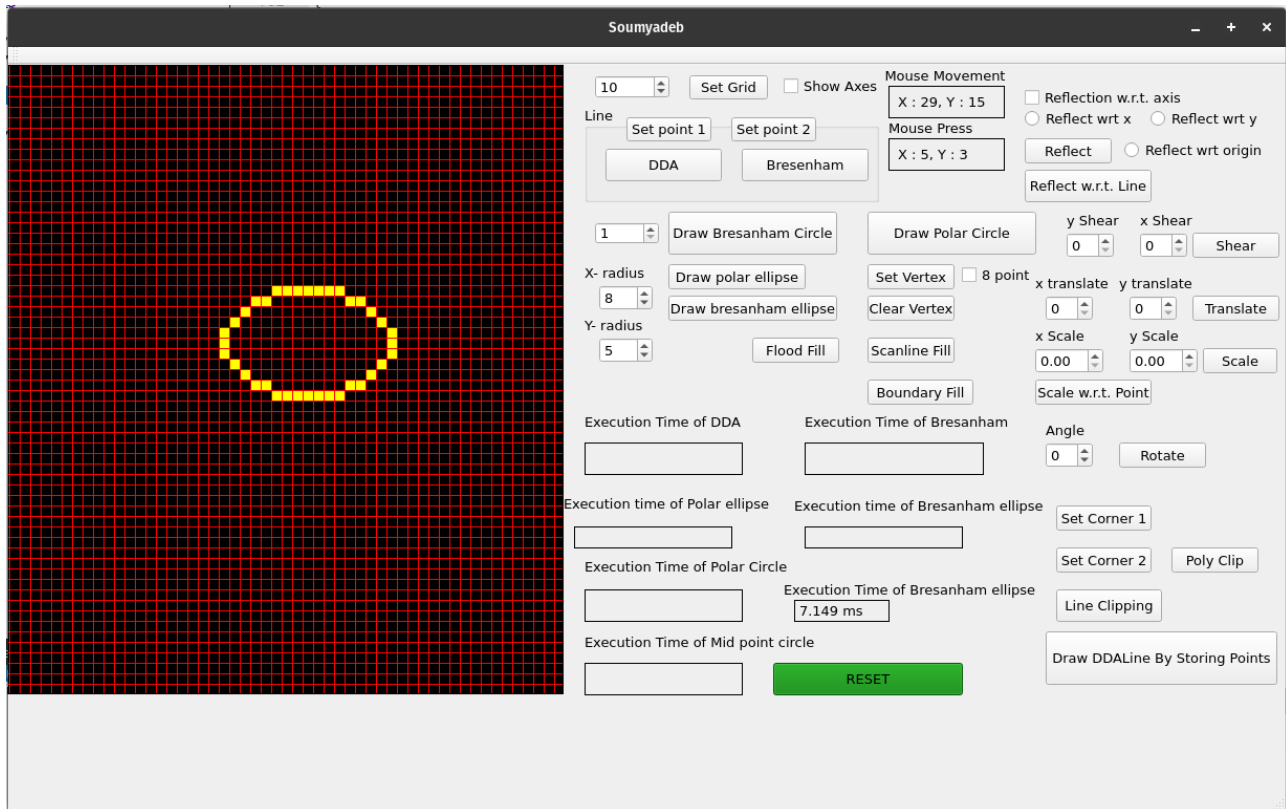 Soumyadeb
10 Set Grid Show Axes
Mouse Movement
X : 29, Y : 15
Mouse Press
X : 5, Y : 3
Line
Set point 1 Set point 2
DDA Bresenham
Reflection w.r.t. axis
Reflect wrt x Reflect wrt y
Reflect Reflect wrt origin
Reflect w.r.t. Line
1 Draw Bresanham Circle Draw Polar Circle
y Shear x Shear
0 0 Shear
X- radius
8
Y- radius
5
Draw polar ellipse
Draw bresanham ellipse
Set Vertex 8 point
Clear Vertex
x translate y translate
0 0 Translate
x Scale y Scale
0.00 0.00 Scale
Flood Fill Scanline Fill
Boundary Fill Scale w.r.t. Point
Execution Time of DDA Execution Time of Bresanham
Angle
0 Rotate
Execution time of Polar ellipse Execution time of Bresanham ellipse
Set Corner 1
Set Corner 2 Poly Clip
Execution Time of Polar Circle
Execution Time of Bresanham ellipse
7.149 ms
Line Clipping
Execution Time of Mid point circle
RESET
Draw DDALine By Storing Points